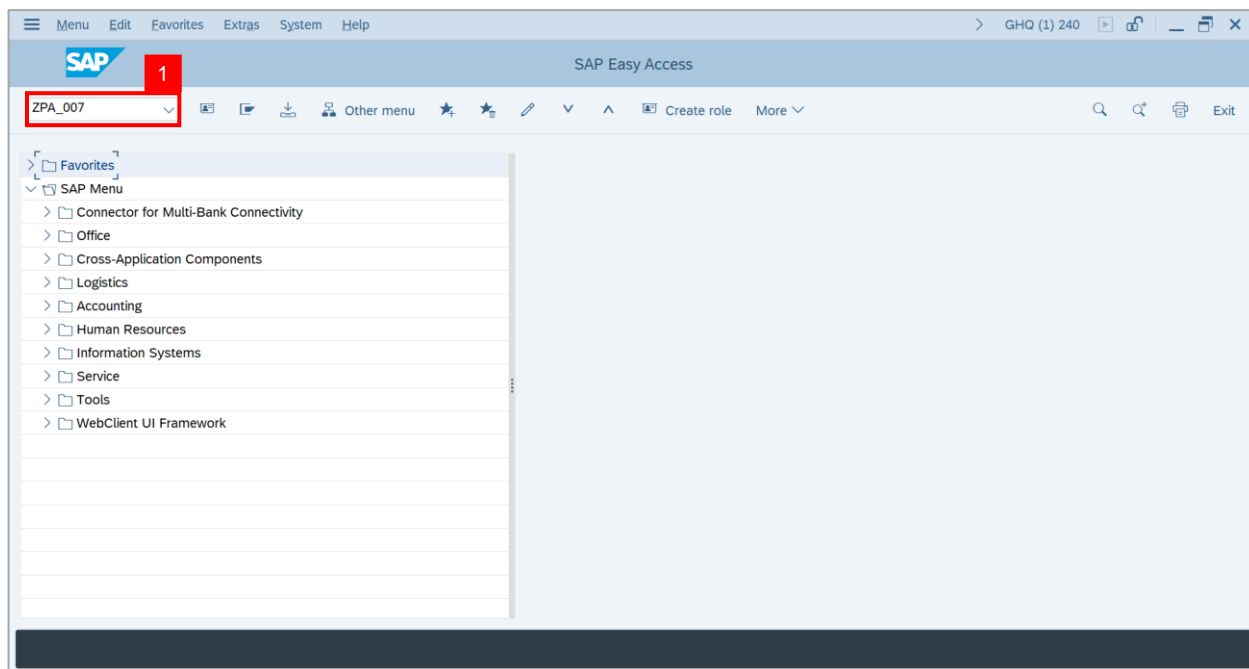 Menu Edit Favorites Extras System Help GHQ (1) 240
SAP SAP Easy Access
1
ZPA_007 Other menu Create role More Exit
Favorites
SAP Menu
Connector for Multi-Bank Connectivity
Office
Cross-Application Components
Logistics
Accounting
Human Resources
Information Systems
Service
Tools
WebClient UI Framework